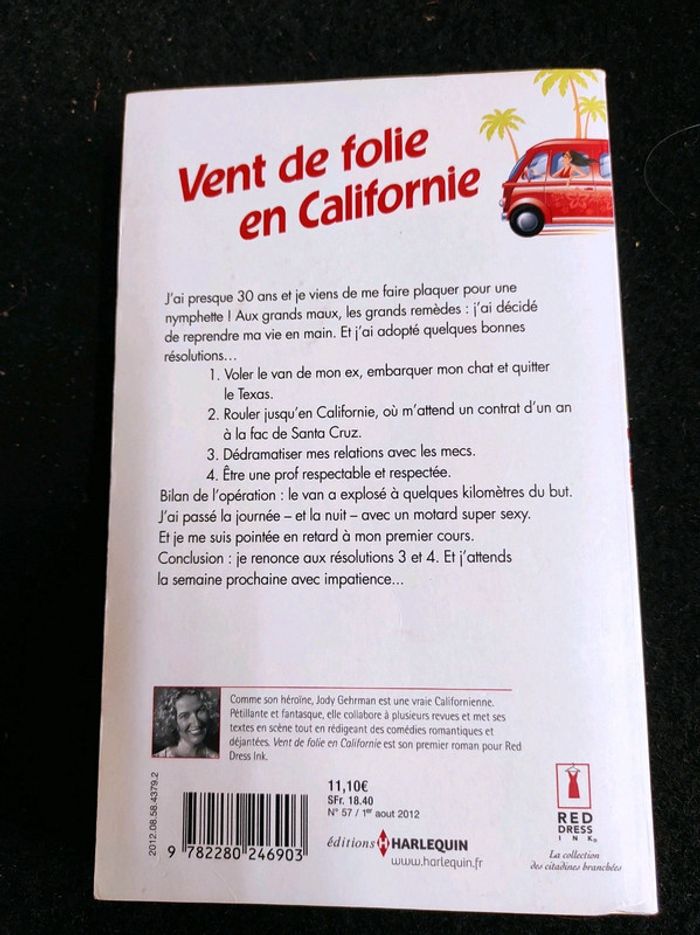 Vent de folie
en Californie
J'ai presque 30 ans et je viens de me faire plaquer pour une
nymphette ! Aux grands maux, les grands remèdes : j'ai décidé
de reprendre ma vie en main. Et j'ai adopté quelques bonnes
résolutions...
1. Voler le van de mon ex, embarquer mon chat et quitter
le Texas.
2. Rouler jusqu'en Californie, où m'attend un contrat d'un an
à la fac de Santa Cruz.
3. Dédramatiser mes relations avec les mecs.
4. Être une prof respectable et respectée.
Bilan de l'opération : le van a explosé à quelques kilomètres du but.
J'ai passé la journée – et la nuit – avec un motard super sexy.
Et je me suis pointée en retard à mon premier cours.
Conclusion : je renonce aux résolutions 3 et 4. Et j'attends
la semaine prochaine avec impatience...
Comme son héroïne, Jody Gehrman est une vraie Californienne.
Pétillante et fantasque, elle collabore à plusieurs revues et met ses
textes en scène tout en rédigeant des comédies romantiques et
déjantées. Vent de folie en Californie est son premier roman pour Red
Dress Ink.
2012.08.58.4379.2
9 782280 246903
11,10€
SFr. 18.40
N° 57 / 1er aout 2012
éditions HARLEQUIN
www.harlequin.fr
RED
DRESS
INK®
La collection
des citadines branchées